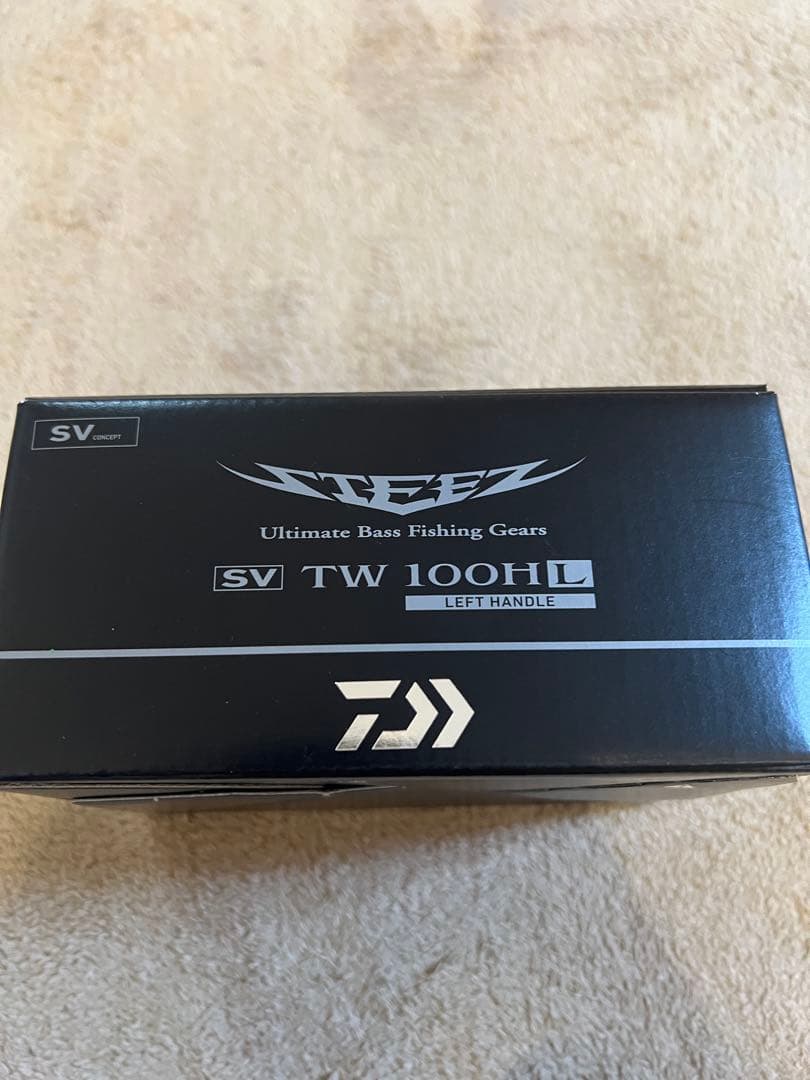 SV CONCEPT
STEEZ
Ultimate Bass Fishing Gears
SV TW 100HL
LEFT HANDLE